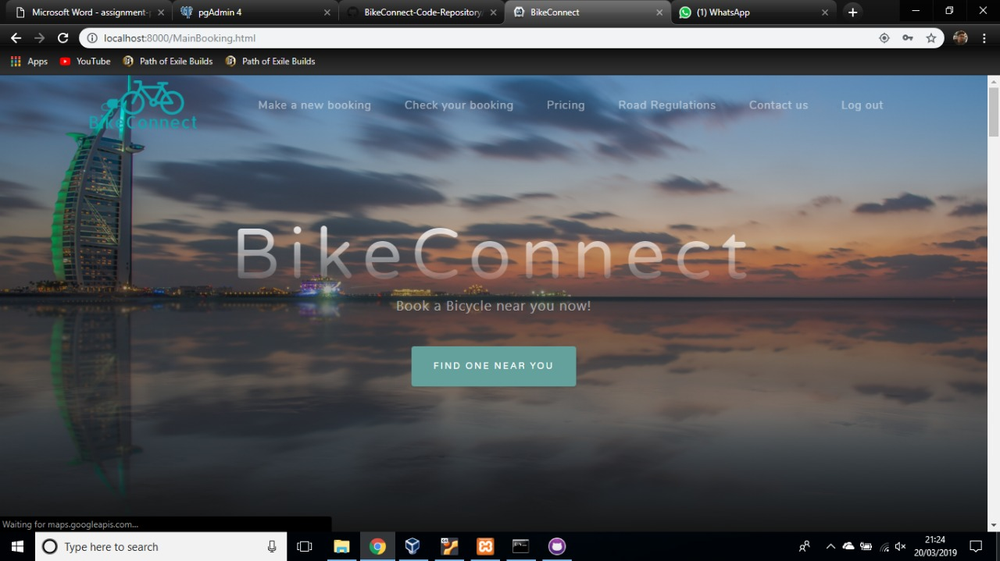 Microsoft Word - assignment-
pgAdmin 4
BikeConnect-Code-Repository
BikeConnect
(1) WhatsApp
localhost:8000/MainBooking.html
Apps
YouTube
Path of Exile Builds
Path of Exile Builds
BikeConnect
Make a new booking
Check your booking
Pricing
Road Regulations
Contact us
Log out
BikeConnect
Book a Bicycle near you now!
FIND ONE NEAR YOU
Waiting for maps.googleapis.com...
Type here to search
21:24
20/03/2019